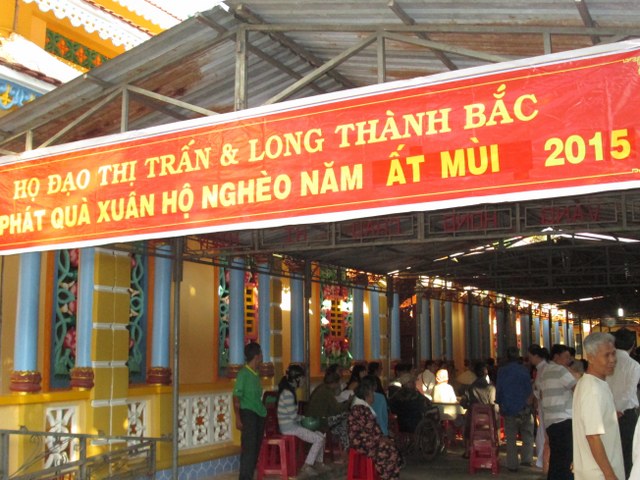 HỌ ĐẠO THỊ TRẤN & LONG THÀNH BẮC
PHÁT QUÀ XUÂN HỘ NGHÈO NĂM ẤT MÙI 2015